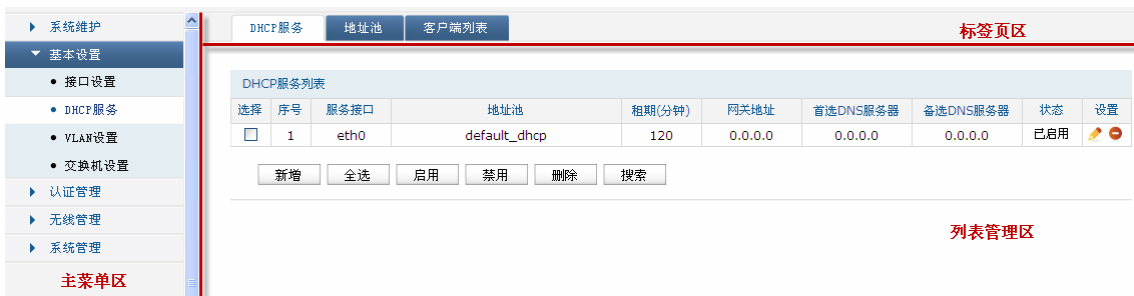 系统维护
基本设置
接口设置
DHCP服务
VLAN设置
交换机设置
认证管理
无线管理
系统管理
主菜单区
DHCP服务 地址池 客户端列表
标签页区
DHCP服务列表
选择 序号 服务接口 地址池 租期(分钟) 网关地址 首选DNS服务器 备选DNS服务器 状态 设置
1 eth0 default_dhcp 120 0.0.0.0 0.0.0.0 0.0.0.0 已启用
新增 全选 启用 禁用 删除 搜索
列表管理区